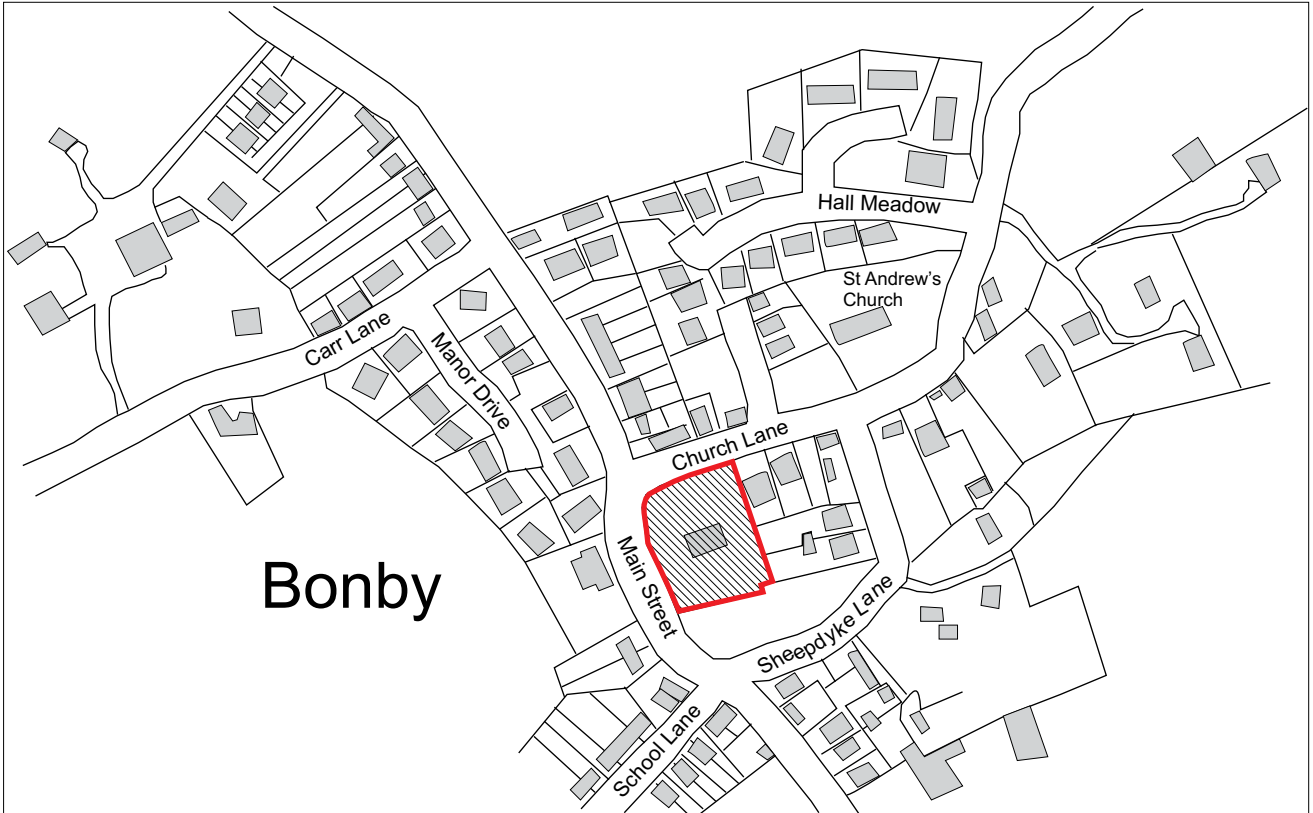 Hall Meadow
St Andrew's
Church
Carr Lane
Manor Drive
Church Lane
Main Street
Bonby
Sheepdyke Lane
School Lane